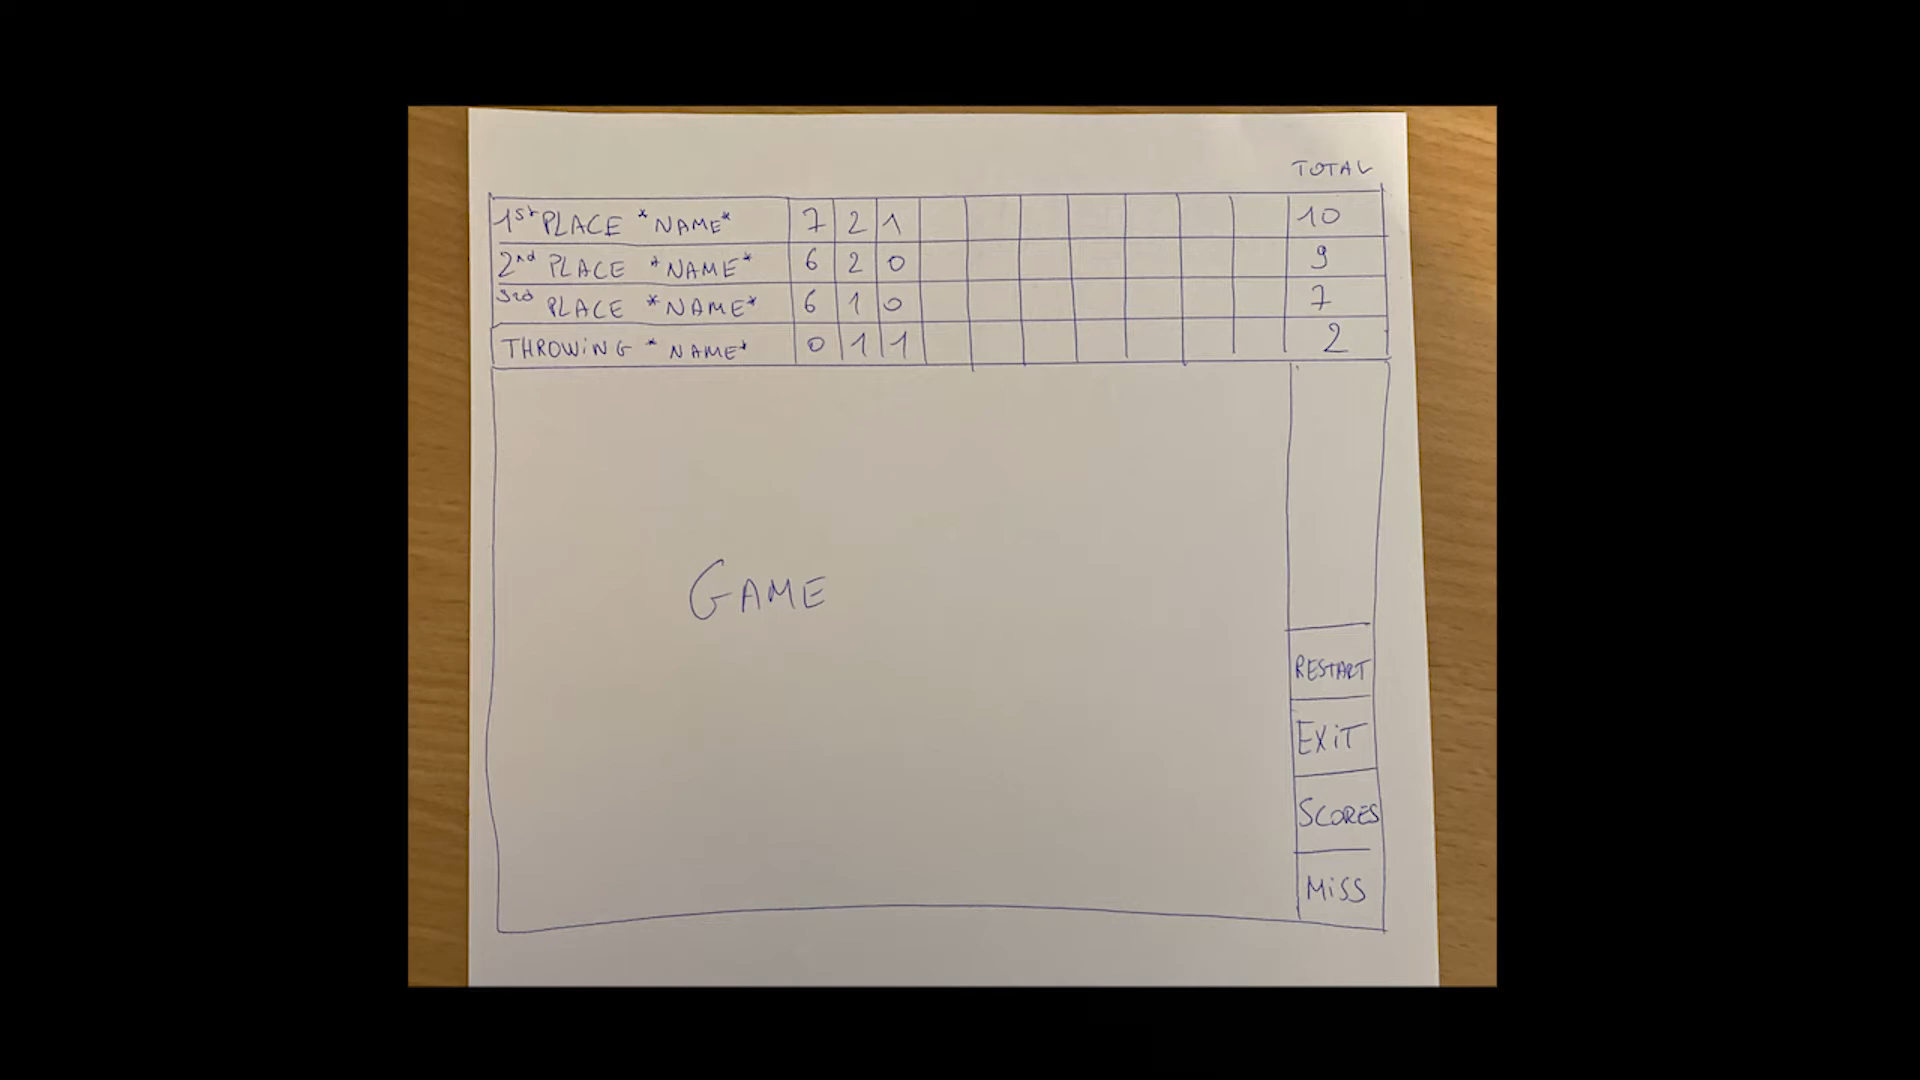 TOTAL
1st PLACE *NAME* 7 2 1 10
2nd PLACE *NAME* 6 2 0 9
3rd PLACE *NAME* 6 1 0 7
THROWiNG *NAME* 0 1 1 2
GAME
RESTART
EXiT
SCORES
MiSS